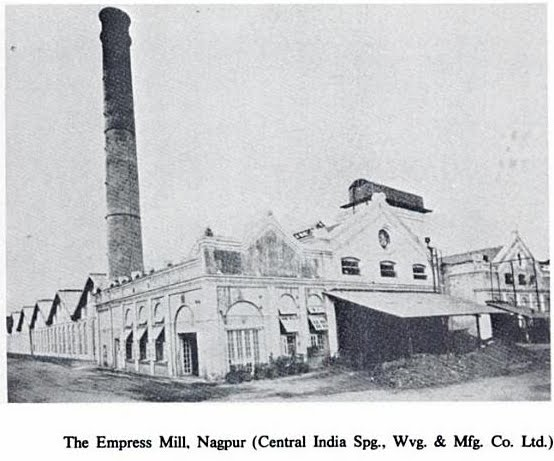 The Empress Mill, Nagpur (Central India Spg., Wvg. & Mfg. Co. Ltd.)